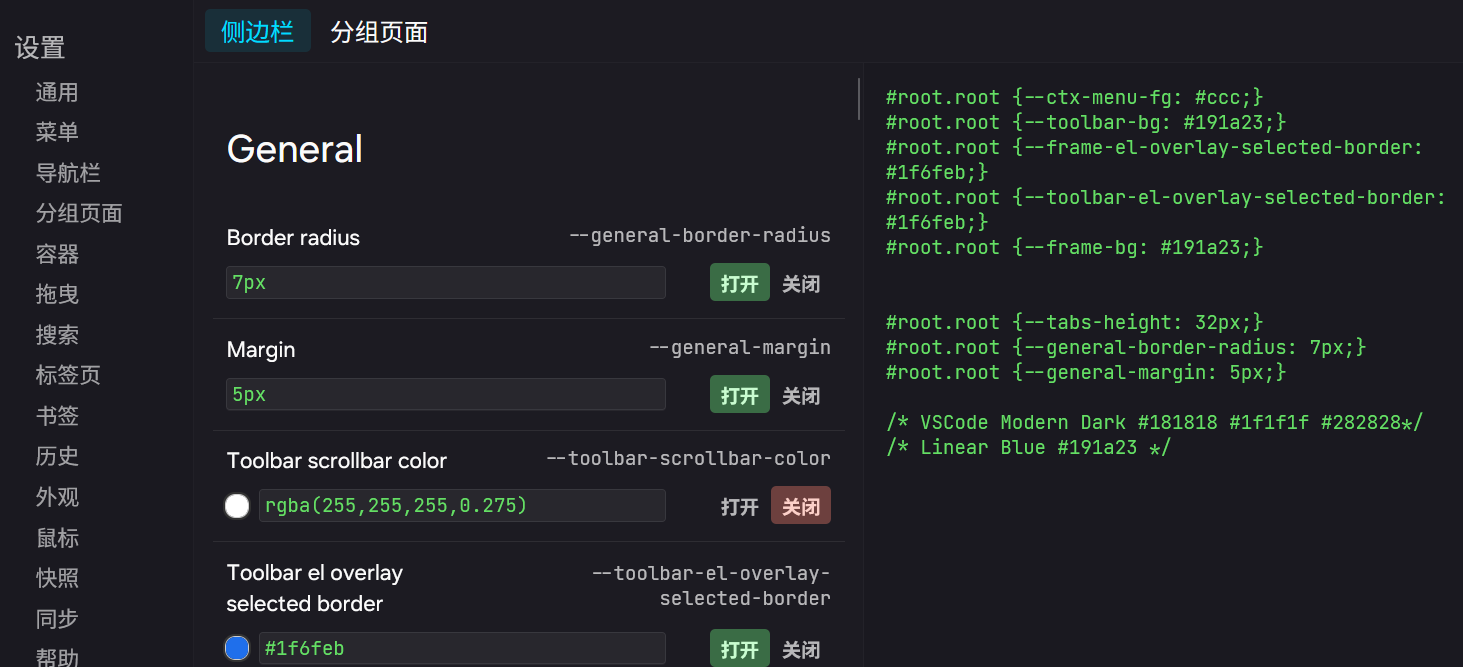 设置
通用
菜单
导航栏
分组页面
容器
拖曳
搜索
标签页
书签
历史
外观
鼠标
快照
同步
帮助
侧边栏 分组页面
General
Border radius --general-border-radius
7px 打开 关闭
Margin --general-margin
5px 打开 关闭
Toolbar scrollbar color --toolbar-scrollbar-color
rgba(255,255,255,0.275) 打开 关闭
Toolbar el overlay --toolbar-el-overlay-
selected border selected-border
#1f6feb 打开 关闭
#root.root {--ctx-menu-fg: #ccc;}
#root.root {--toolbar-bg: #191a23;}
#root.root {--frame-el-overlay-selected-border:
#1f6feb;}
#root.root {--toolbar-el-overlay-selected-border:
#1f6feb;}
#root.root {--frame-bg: #191a23;}
#root.root {--tabs-height: 32px;}
#root.root {--general-border-radius: 7px;}
#root.root {--general-margin: 5px;}
/* VSCode Modern Dark #181818 #1f1f1f #282828*/
/* Linear Blue #191a23 */